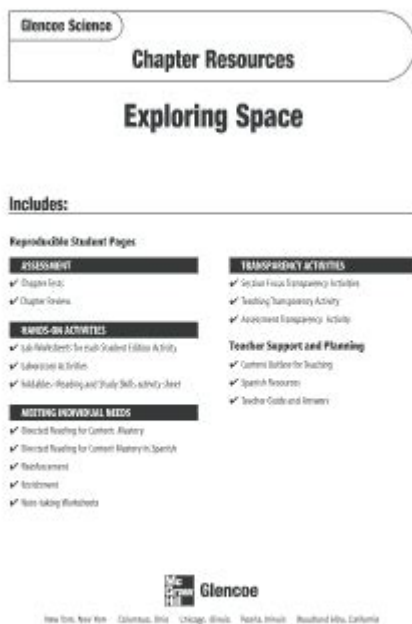 Glencoe Science
Chapter Resources
Exploring Space
Includes:
Reproducible Student Pages
ASSESSMENT
✔ Chapter Tests
✔ Chapter Review
HANDS-ON ACTIVITIES
✔ Lab Worksheets for each Student Edition Activity
✔ Laboratory Activities
✔ Foldables–Reading and Study Skills activity sheet
MEETING INDIVIDUAL NEEDS
✔ Directed Reading for Content Mastery
✔ Directed Reading for Content Mastery in Spanish
✔ Reinforcement
✔ Enrichment
✔ Note-taking Worksheets
TRANSPARENCY ACTIVITIES
✔ Section Focus Transparency Activities
✔ Teaching Transparency Activity
✔ Assessment Transparency Activity
Teacher Support and Planning
✔ Content Outline for Teaching
✔ Spanish Resources
✔ Teacher Guide and Answers
Mc
Graw
Hill
Glencoe
New York, New York Columbus, Ohio Chicago, Illinois Peoria, Illinois Woodland Hills, California